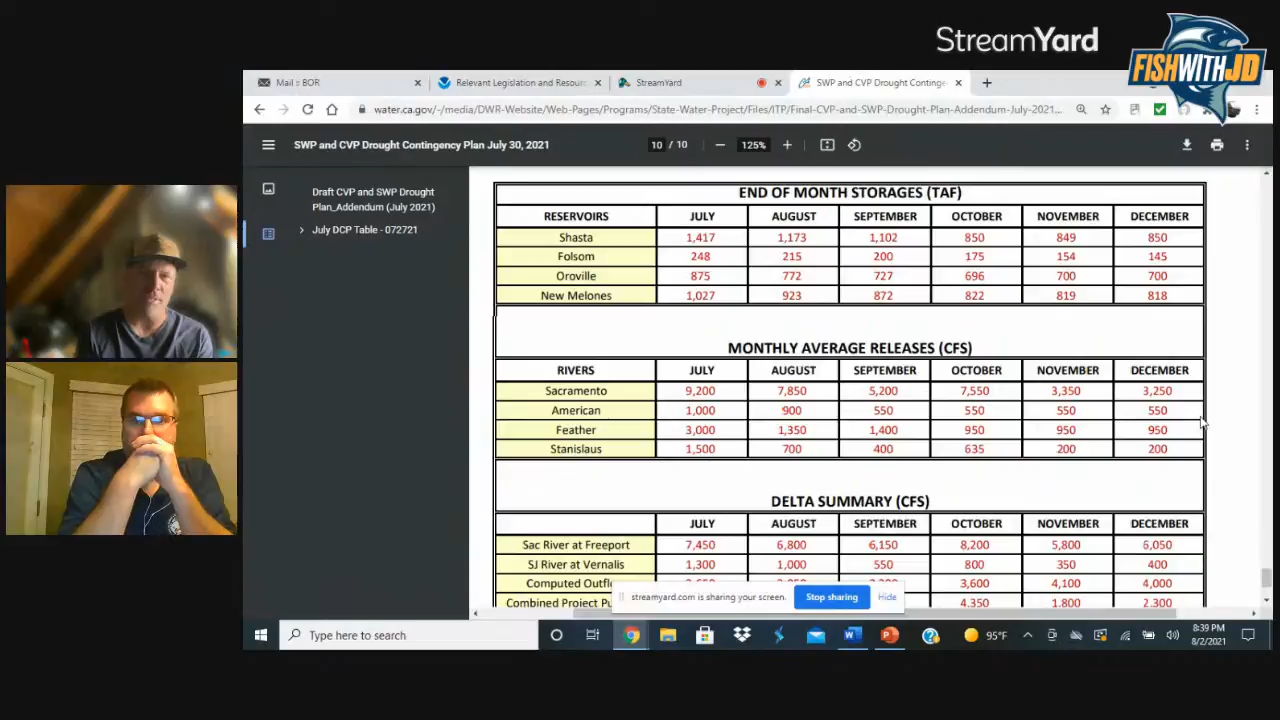 StreamYard
FISHWITHJD
Mail :: BOR
Relevant Legislation and Resourc
StreamYard
SWP and CVP Drought Continge
water.ca.gov/-/media/DWR-Website/Web-Pages/Programs/State-Water-Project/Files/ITP/Final-CVP-and-SWP-Drought-Plan-Addendum-July-2021...
SWP and CVP Drought Contingency Plan July 30, 2021
10 / 10
125%
Draft CVP and SWP Drought
Plan_Addendum (July 2021)
July DCP Table - 072721
END OF MONTH STORAGES (TAF)
RESERVOIRS JULY AUGUST SEPTEMBER OCTOBER NOVEMBER DECEMBER
Shasta 1,417 1,173 1,102 850 849 850
Folsom 248 215 200 175 154 145
Oroville 875 772 727 696 700 700
New Melones 1,027 923 872 822 819 818
MONTHLY AVERAGE RELEASES (CFS)
RIVERS JULY AUGUST SEPTEMBER OCTOBER NOVEMBER DECEMBER
Sacramento 9,200 7,850 5,200 7,550 3,350 3,250
American 1,000 900 550 550 550 550
Feather 3,000 1,350 1,400 950 950 950
Stanislaus 1,500 700 400 635 200 200
DELTA SUMMARY (CFS)
JULY AUGUST SEPTEMBER OCTOBER NOVEMBER DECEMBER
Sac River at Freeport 7,450 6,800 6,150 8,200 5,800 6,050
SJ River at Vernalis 1,300 1,000 550 800 350 400
Computed Outfl 3,600 4,100 4,000
Combined Project Pu 4,350 1,800 2,300
streamyard.com is sharing your screen.
Stop sharing
Hide
Type here to search
95°F
8:39 PM
8/2/2021